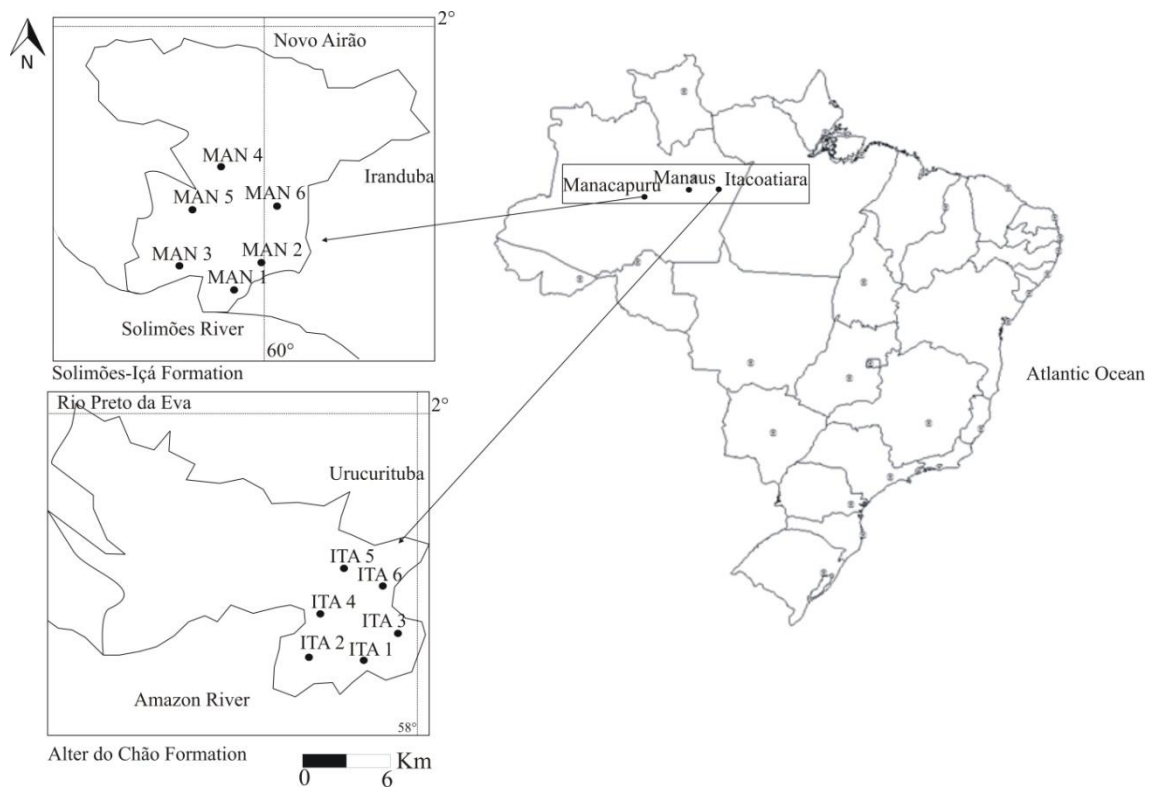 N
2°
Novo Airão
MAN 4
Iranduba
MAN 5
MAN 6
MAN 3
MAN 2
MAN 1
Solimões River
60°
Solimões-Içá Formation
Rio Preto da Eva
2°
Urucurituba
ITA 5
ITA 6
ITA 4
ITA 3
ITA 2
ITA 1
Amazon River
58°
Alter do Chão Formation
Km
0 6
Manacapuru
Manaus
Itacoatiara
Atlantic Ocean